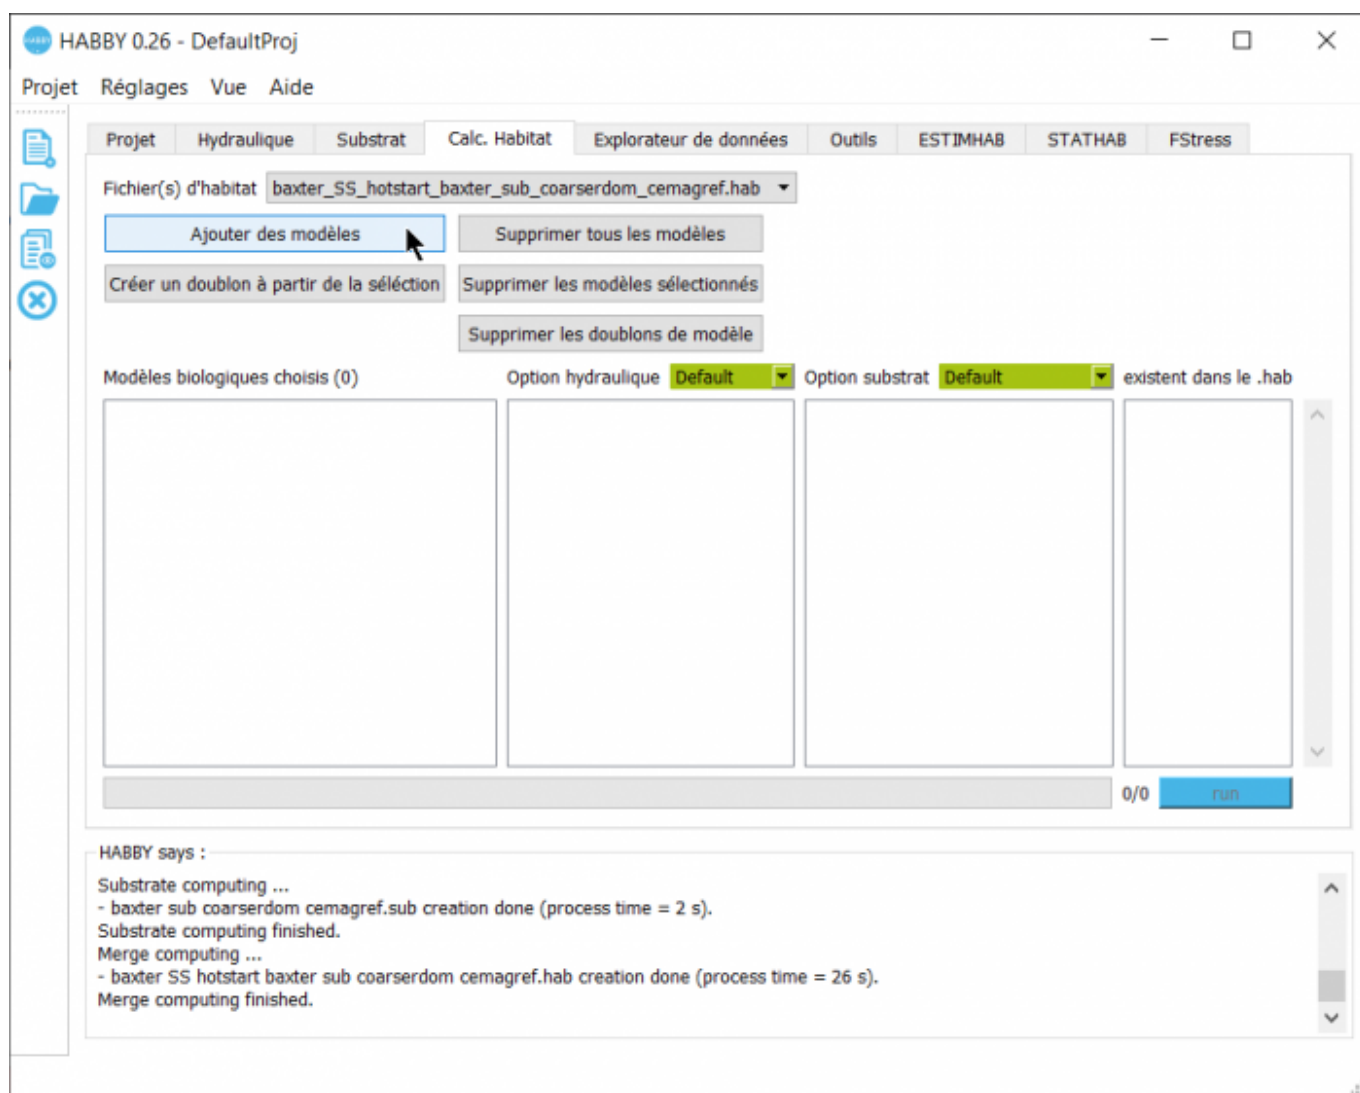 HABBY 0.26 - DefaultProj
Projet Réglages Vue Aide
Projet Hydraulique Substrat Calc. Habitat Explorateur de données Outils ESTIMHAB STATHAB FStress
Fichier(s) d'habitat baxter_SS_hotstart_baxter_sub_coarserdom_cemagref.hab
Ajouter des modèles Supprimer tous les modèles
Créer un doublon à partir de la séléction Supprimer les modèles sélectionnés
Supprimer les doublons de modèle
Modèles biologiques choisis (0) Option hydraulique Default Option substrat Default existent dans le .hab
0/0 run
HABBY says :
Substrate computing ...
- baxter sub coarserdom cemagref.sub creation done (process time = 2 s).
Substrate computing finished.
Merge computing ...
- baxter SS hotstart baxter sub coarserdom cemagref.hab creation done (process time = 26 s).
Merge computing finished.